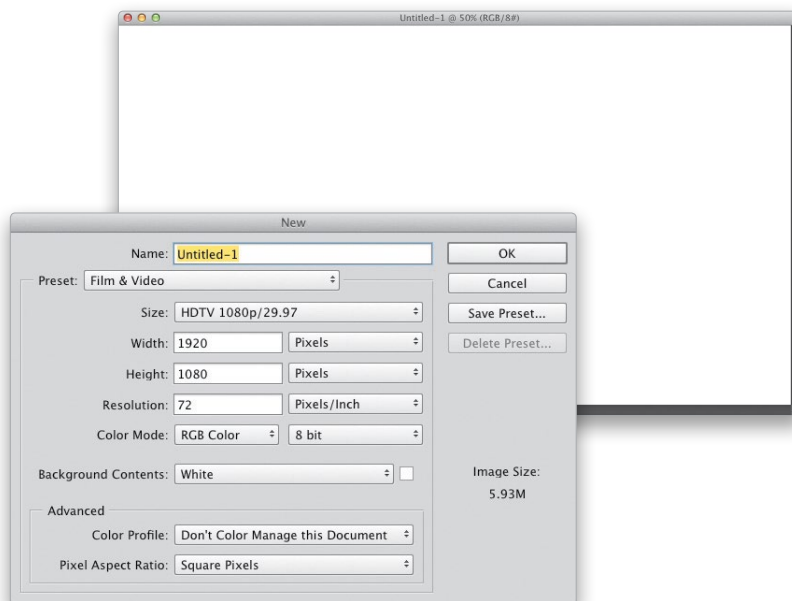 Untitled-1 @ 50% (RGB/8#)
New
Name: Untitled-1
OK
Preset: Film & Video
Cancel
Size: HDTV 1080p/29.97
Save Preset...
Width: 1920 Pixels
Delete Preset...
Height: 1080 Pixels
Resolution: 72 Pixels/Inch
Color Mode: RGB Color 8 bit
Background Contents: White
Image Size:
5.93M
Advanced
Color Profile: Don't Color Manage this Document
Pixel Aspect Ratio: Square Pixels